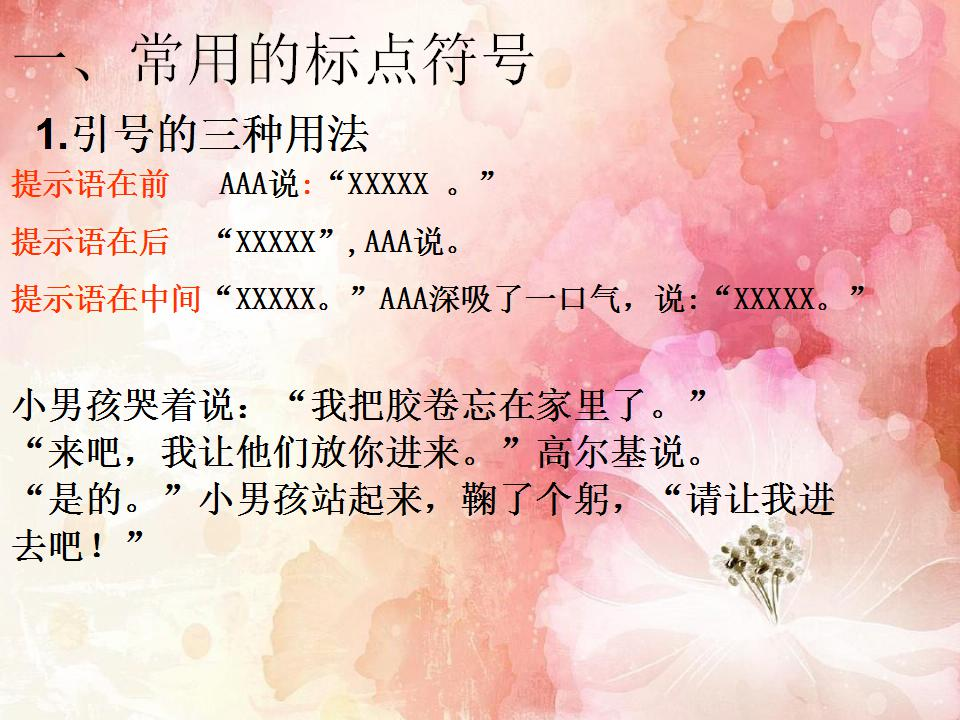 一、常用的标点符号
1.引号的三种用法
提示语在前 AAA说:“XXXXX 。”
提示语在后 “XXXXX”,AAA说。
提示语在中间“XXXXX。”AAA深吸了一口气，说:“XXXXX。”
小男孩哭着说：“我把胶卷忘在家里了。”
“来吧，我让他们放你进来。”高尔基说。
“是的。”小男孩站起来，鞠了个躬，“请让我进
去吧！”